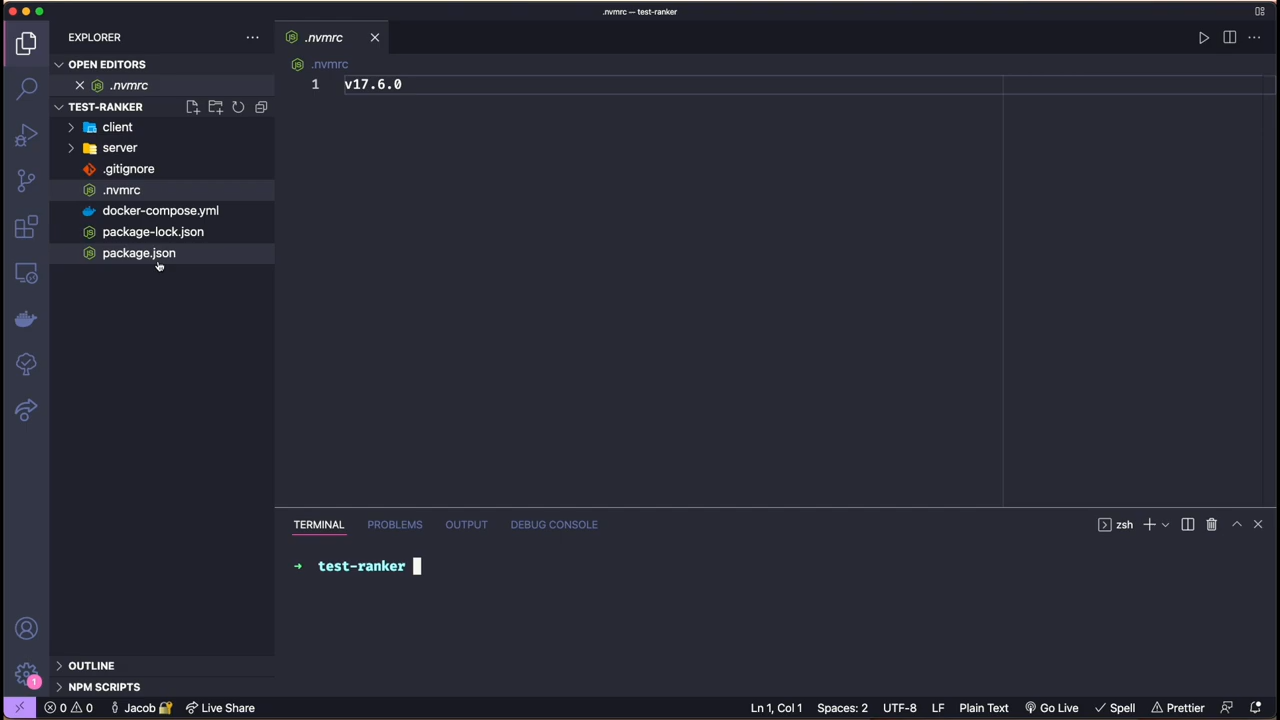 .nvmrc — test-ranker
EXPLORER
OPEN EDITORS
.nvmrc
TEST-RANKER
client
server
.gitignore
.nvmrc
docker-compose.yml
package-lock.json
package.json
OUTLINE
NPM SCRIPTS
.nvmrc
.nvmrc
1 v17.6.0
TERMINAL PROBLEMS OUTPUT DEBUG CONSOLE
zsh
→ test-ranker
1
0 0 Jacob Live Share Ln 1, Col 1 Spaces: 2 UTF-8 LF Plain Text Go Live Spell Prettier